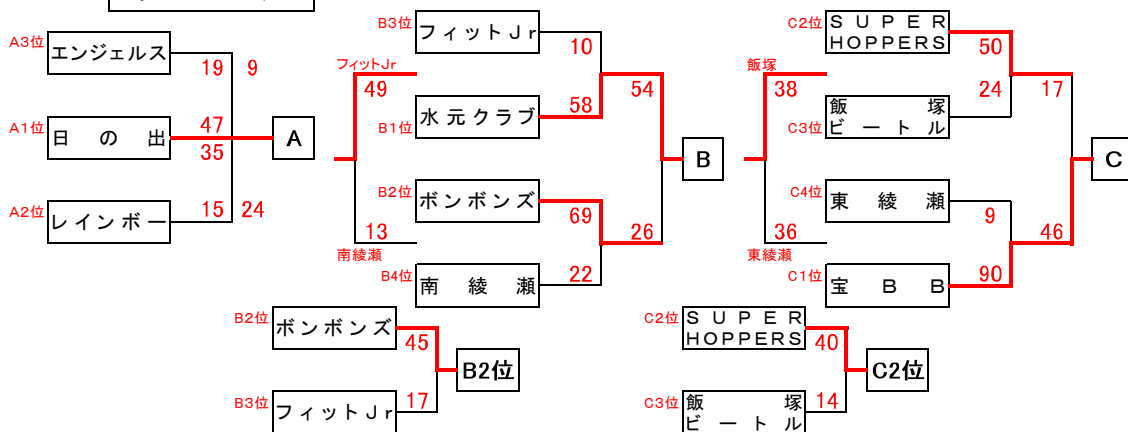 A3位
エンジェルス
19
9
A1位
日の出
47
35
A
A2位
レインボー
15
24
フィットJr
49
13
南綾瀬
B3位
フィットJr
10
B1位
水元クラブ
58
54
B
B2位
ボンボンズ
69
26
B4位
南綾瀬
22
飯塚
38
36
東綾瀬
C2位
SUPER
HOPPERS
50
C3位
飯塚
ビートル
24
17
C
C4位
東綾瀬
9
46
C1位
宝BB
90
B2位
ボンボンズ
45
B2位
B3位
フィットJr
17
C2位
SUPER
HOPPERS
40
C2位
C3位
飯塚
ビートル
14